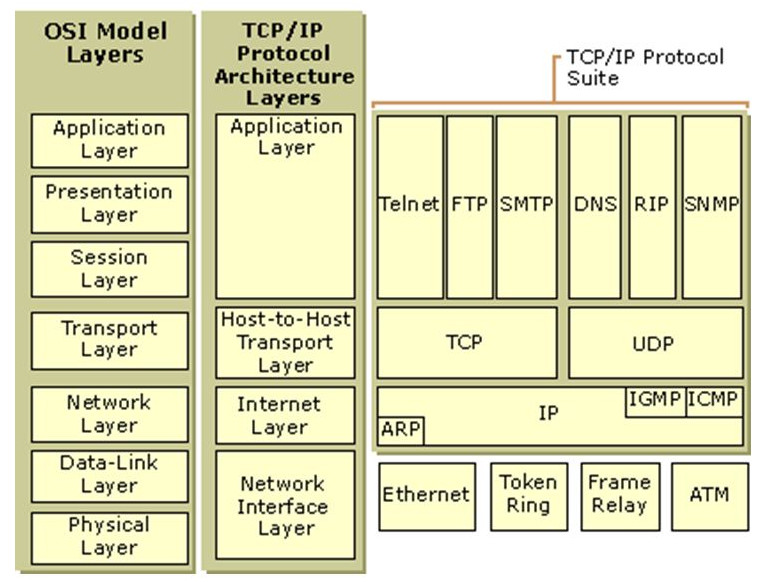 OSI Model
Layers
Application
Layer
Presentation
Layer
Session
Layer
Transport
Layer
Network
Layer
Data-Link
Layer
Physical
Layer
TCP/IP
Protocol
Architecture
Layers
Application
Layer
Host-to-Host
Transport
Layer
Internet
Layer
Network
Interface
Layer
TCP/IP Protocol
Suite
Telnet
FTP
SMTP
DNS
RIP
SNMP
TCP
UDP
IP
IGMP
ICMP
ARP
Ethernet
Token
Ring
Frame
Relay
ATM